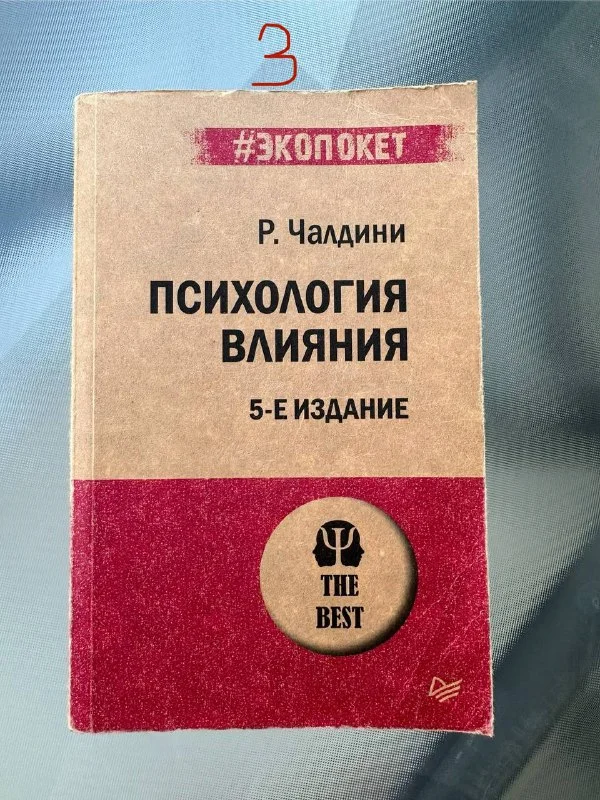 3
#ЭКОПОКЕТ
Р. Чалдини
ПСИХОЛОГИЯ
ВЛИЯНИЯ
5-Е ИЗДАНИЕ
Ψ
THE
BEST